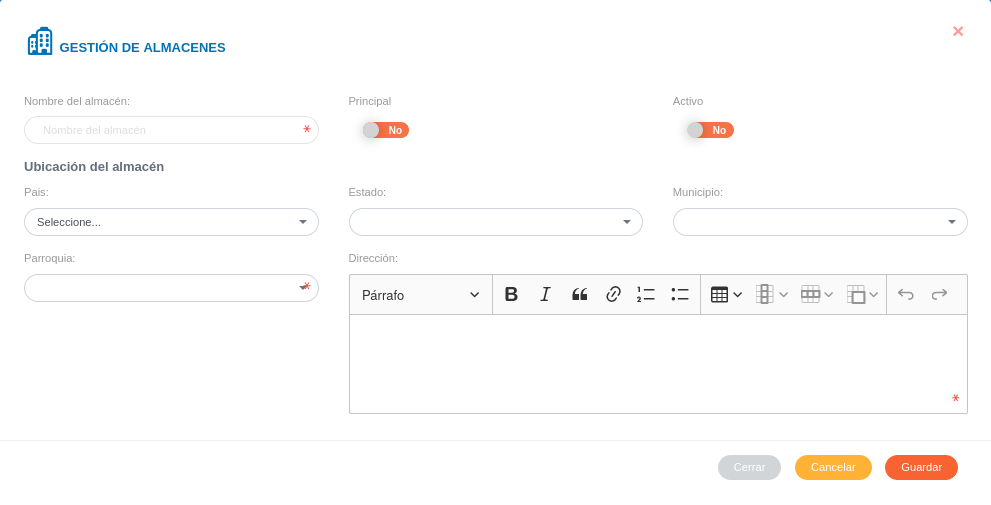 GESTIÓN DE ALMACENES
×
Nombre del almacén:
Principal
Activo
Nombre del almacén *
No
No
Ubicación del almacén
Pais:
Estado:
Municipio:
Seleccione...
Parroquia:
Dirección:
*
Párrafo
B I
*
Cerrar
Cancelar
Guardar